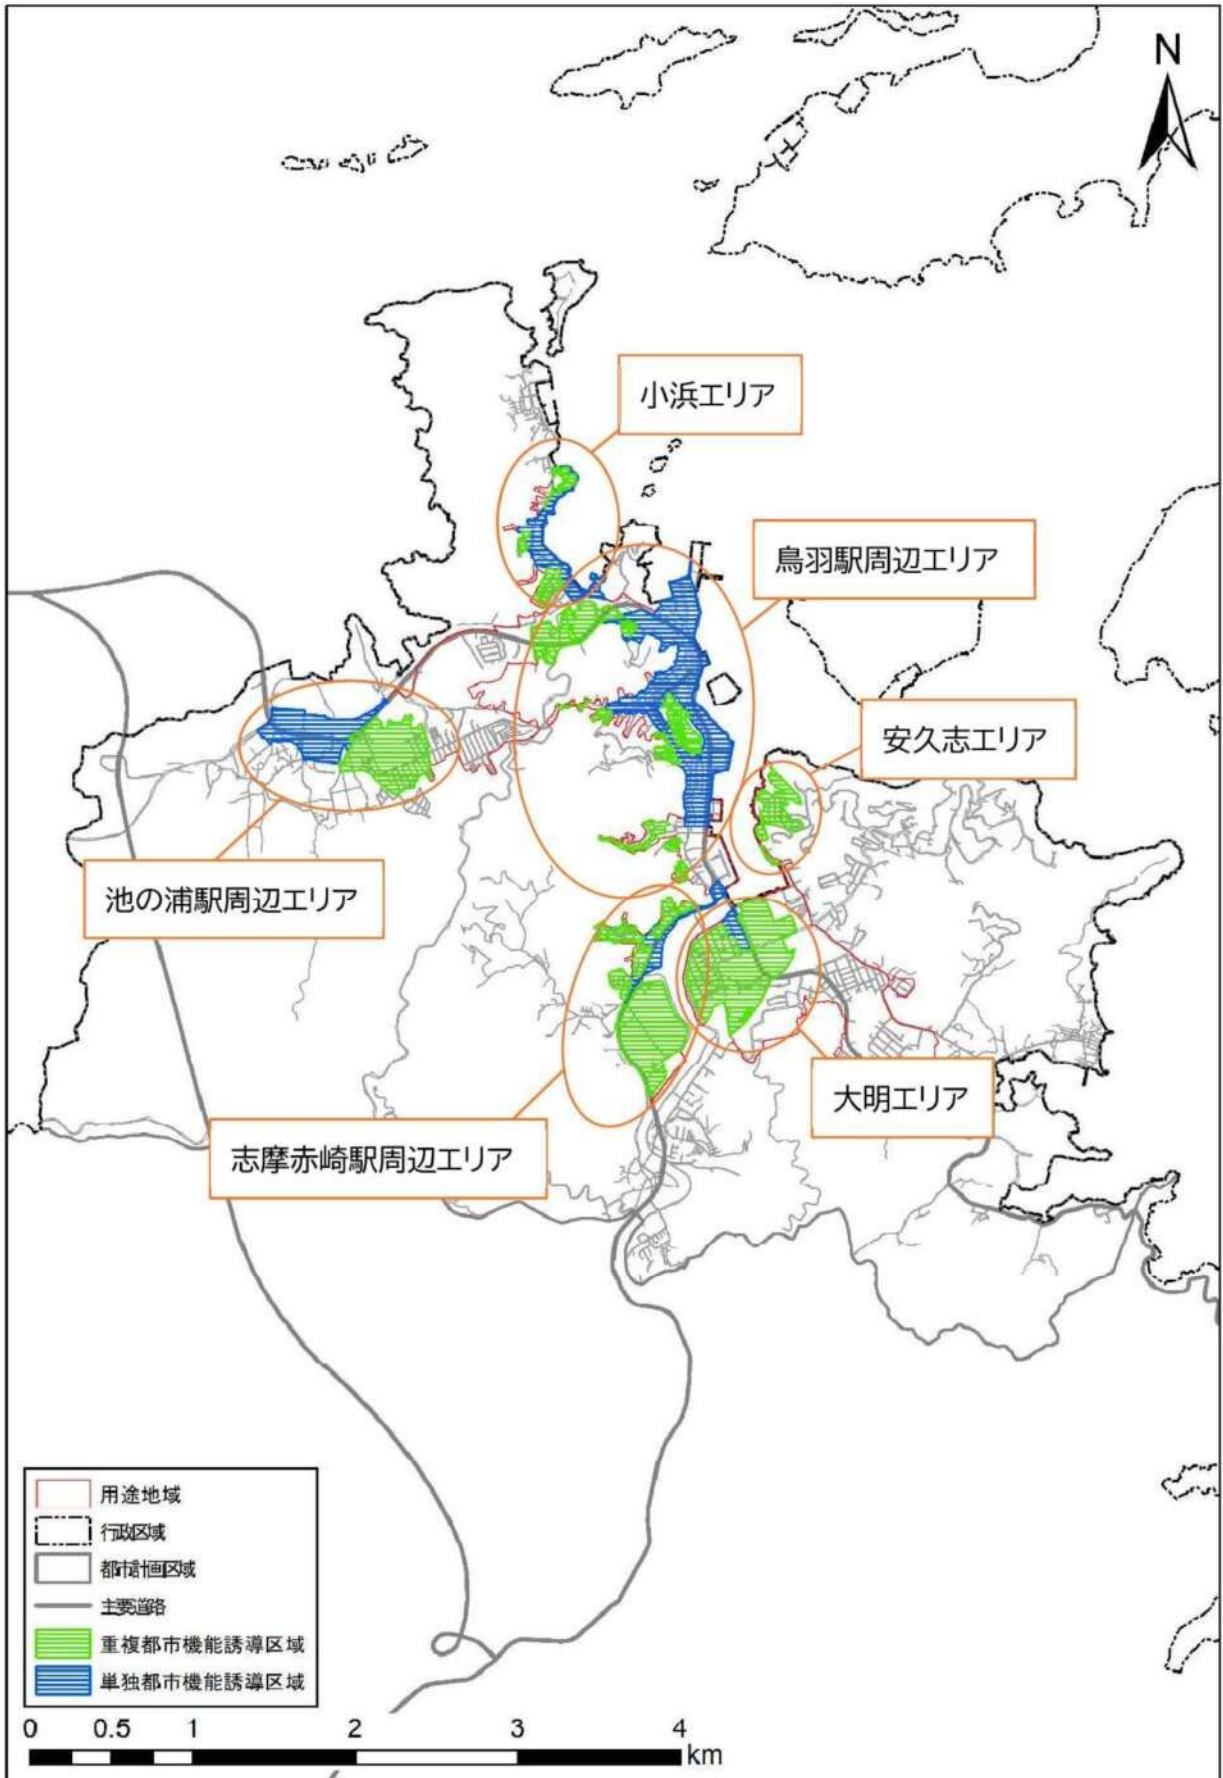 N
小浜エリア
鳥羽駅周辺エリア
安久志エリア
池の浦駅周辺エリア
大明エリア
志摩赤崎駅周辺エリア
用途地域
行政区域
都市計画区域
主要道路
重複都市機能誘導区域
単独都市機能誘導区域
0 0.5 1 2 3 4
km